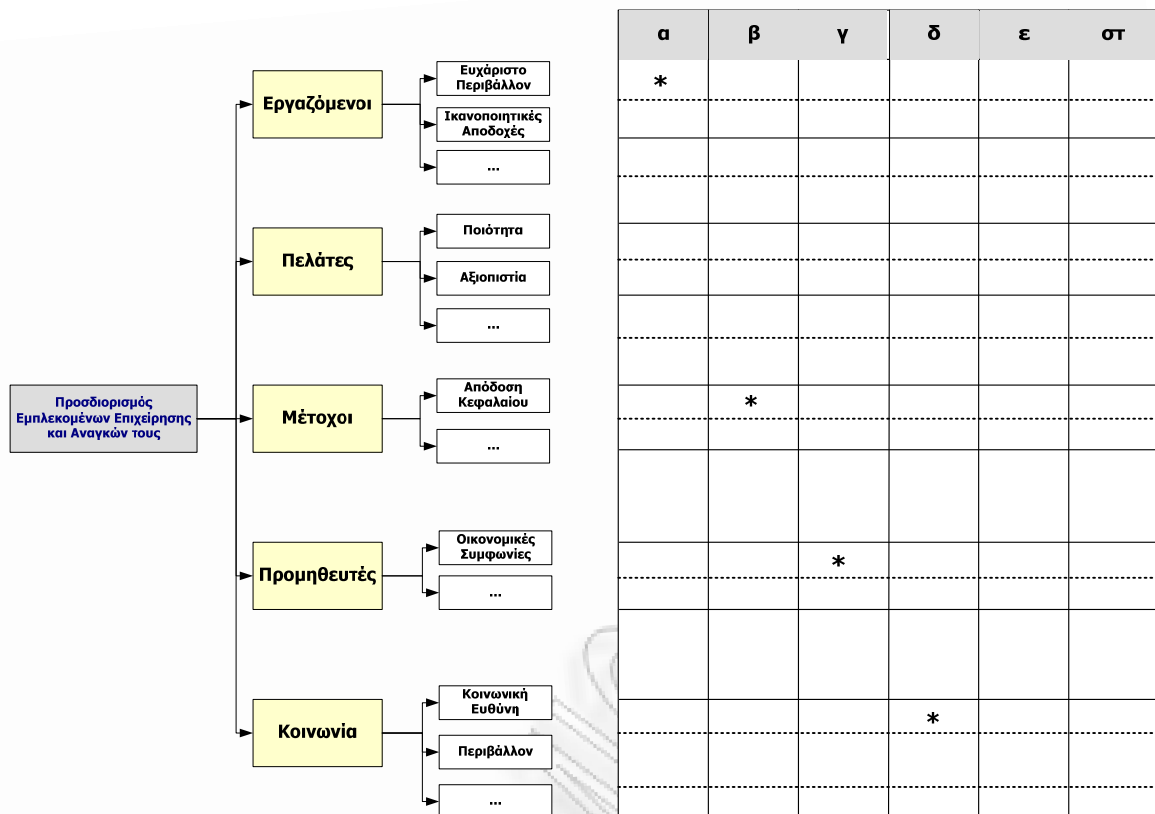 α β γ δ ε στ
Προσδιορισμός
Εμπλεκομένων Επιχείρησης
και Αναγκών τους
Εργαζόμενοι
Ευχάριστο
Περιβάλλον
*
Ικανοποιητικές
Αποδοχές
...
Πελάτες
Ποιότητα
Αξιοπιστία
...
Μέτοχοι
Απόδοση
Κεφαλαίου
*
...
Προμηθευτές
Οικονομικές
Συμφωνίες
*
...
Κοινωνία
Κοινωνική
Ευθύνη
*
Περιβάλλον
...